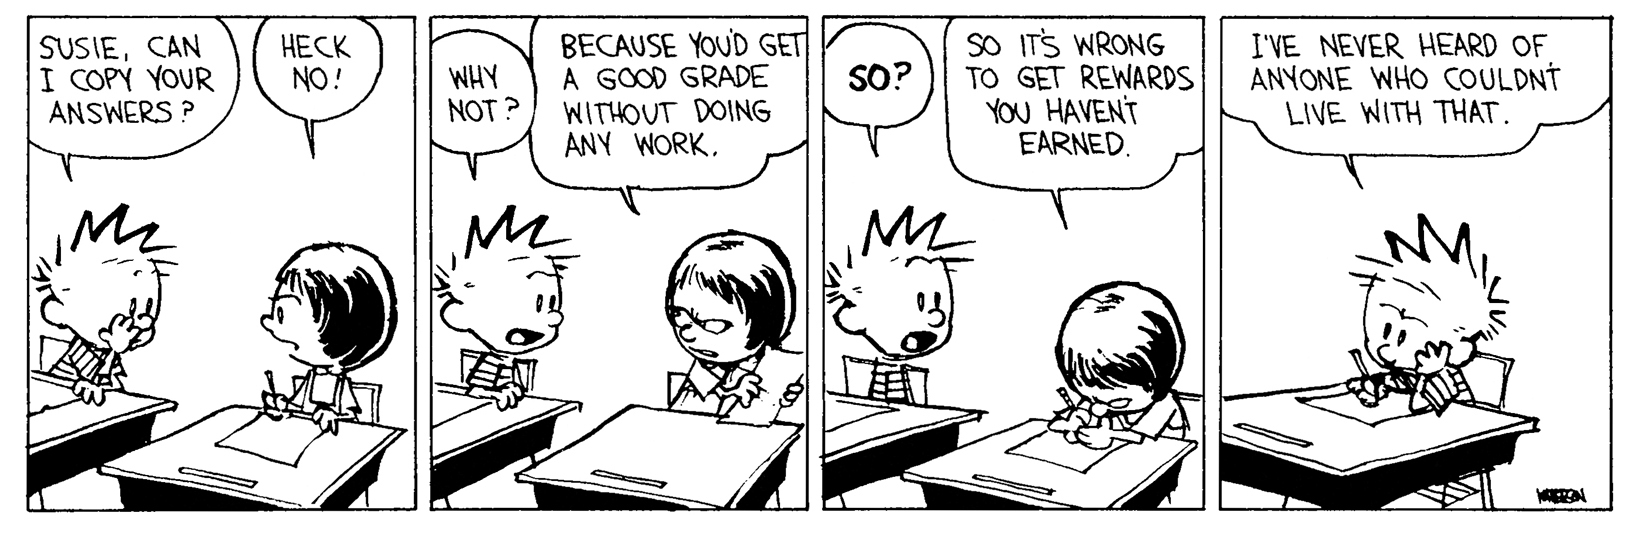 SUSIE, CAN
I COPY YOUR
ANSWERS?
HECK
NO!
WHY
NOT?
BECAUSE YOU'D GET
A GOOD GRADE
WITHOUT DOING
ANY WORK.
SO?
SO IT'S WRONG
TO GET REWARDS
YOU HAVEN'T
EARNED.
I'VE NEVER HEARD OF
ANYONE WHO COULDN'T
LIVE WITH THAT.
WATTERSON